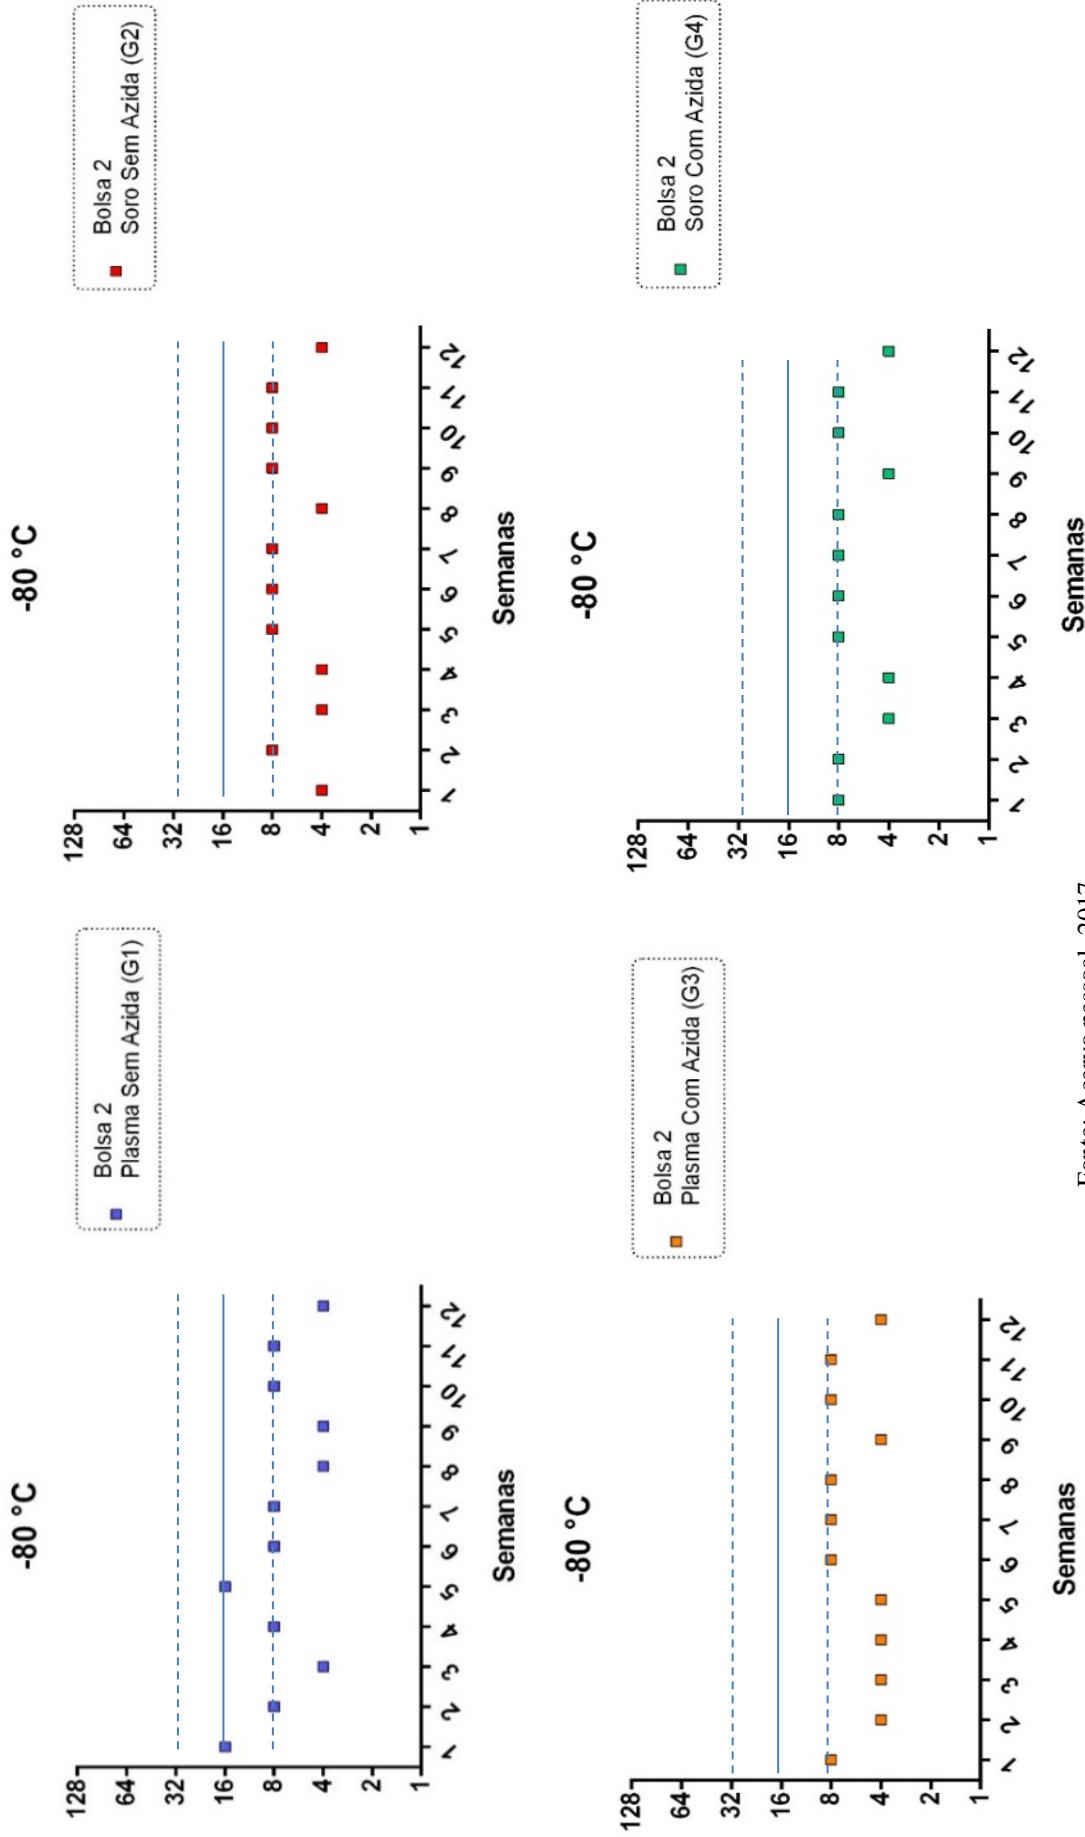 -80 °C
128
64
32
16
8
4
2
1
1 2 3 4 5 6 7 8 9 10 11 12
Semanas
Bolsa 2
Plasma Sem Azida (G1)
-80 °C
128
64
32
16
8
4
2
1
1 2 3 4 5 6 7 8 9 10 11 12
Semanas
Bolsa 2
Soro Sem Azida (G2)
-80 °C
128
64
32
16
8
4
2
1
1 2 3 4 5 6 7 8 9 10 11 12
Semanas
Bolsa 2
Plasma Com Azida (G3)
-80 °C
128
64
32
16
8
4
2
1
1 2 3 4 5 6 7 8 9 10 11 12
Semanas
Bolsa 2
Soro Com Azida (G4)
Fonte: Acervo pessoal, 2017